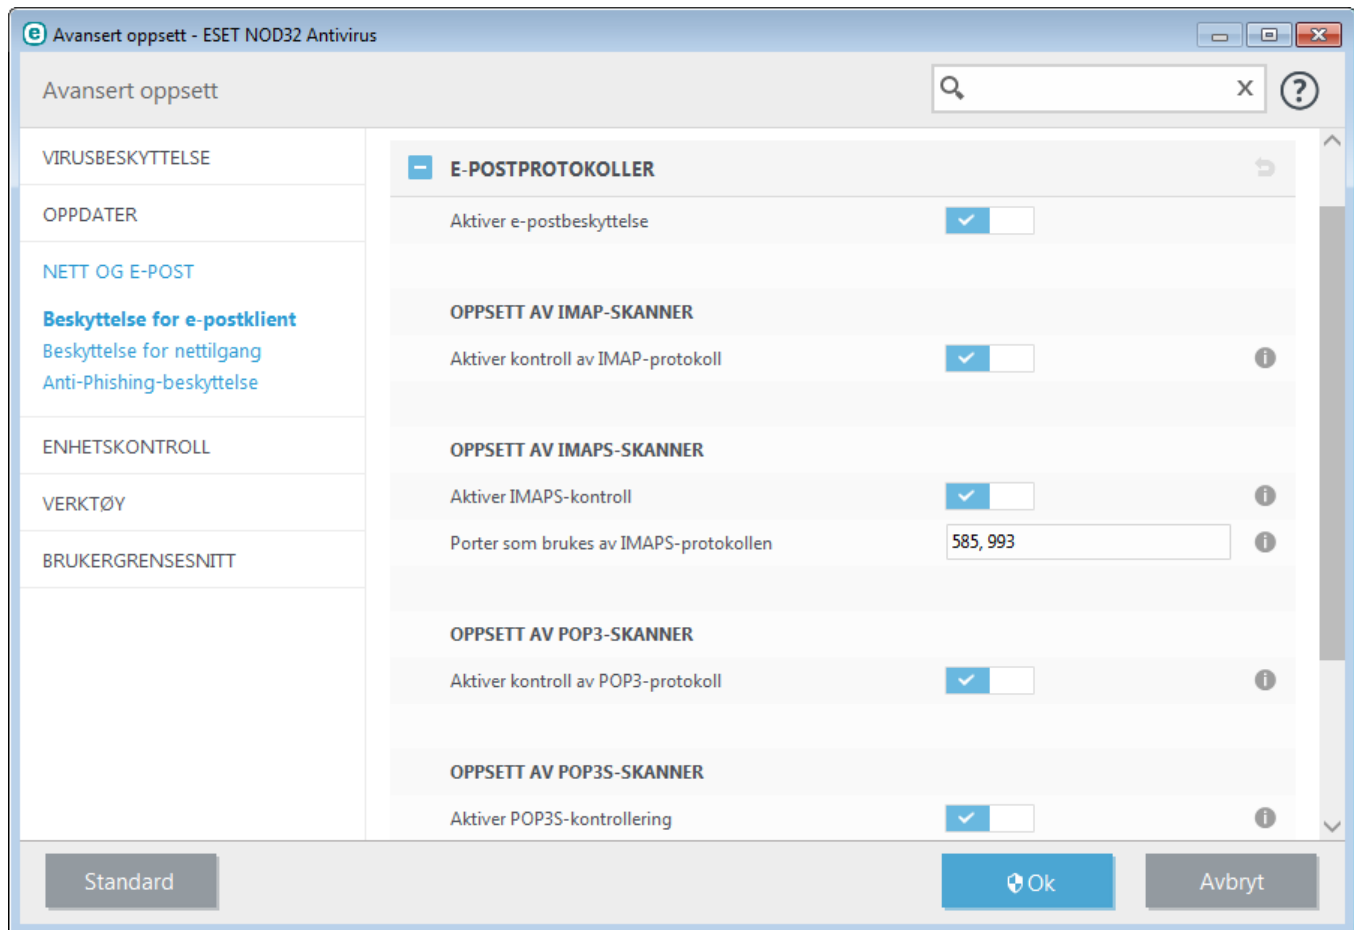 Avansert oppsett - ESET NOD32 Antivirus
Avansert oppsett
VIRUSBESKYTTELSE
OPPDATER
NETT OG E-POST
Beskyttelse for e-postklient
Beskyttelse for nettilgang
Anti-Phishing-beskyttelse
ENHETSKONTROLL
VERKTØY
BRUKERGRENSESNITT
E-POSTPROTOKOLLER
Aktiver e-postbeskyttelse
OPPSETT AV IMAP-SKANNER
Aktiver kontroll av IMAP-protokoll
OPPSETT AV IMAPS-SKANNER
Aktiver IMAPS-kontroll
Porter som brukes av IMAPS-protokollen
585, 993
OPPSETT AV POP3-SKANNER
Aktiver kontroll av POP3-protokoll
OPPSETT AV POP3S-SKANNER
Aktiver POP3S-kontrollering
Standard
Ok
Avbryt